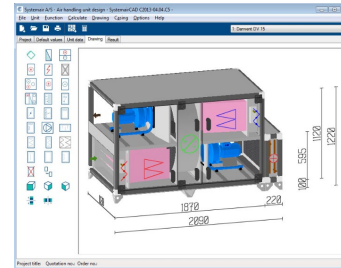 Systemair A/S - Air handling unit design - SystemairCAD C2013-04.04.CS -
File Unit Function Calculate Drawing C5ping Options Help
1: Danvent DV 15
Project Default values Unit data Drawing Result
595
1120
1220
100
1870
220
2090
Project title: Quotation no.: Order no.: